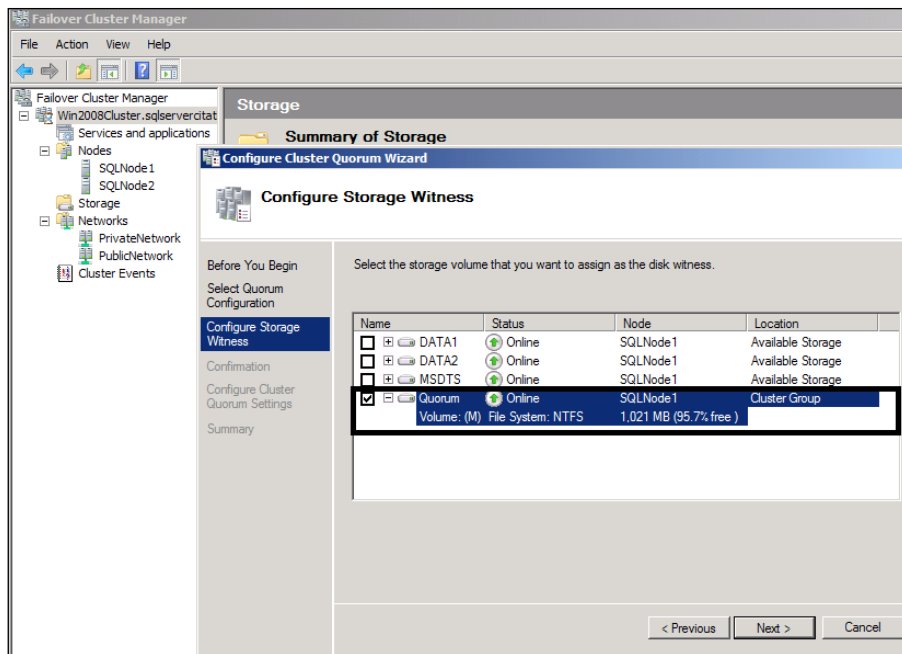 Failover Cluster Manager
File Action View Help
Failover Cluster Manager
Win2008Cluster.sqlservercitat
Services and applications
Nodes
SQLNode1
SQLNode2
Storage
Networks
PrivateNetwork
PublicNetwork
Cluster Events
Storage
Summary of Storage
Configure Cluster Quorum Wizard
Configure Storage Witness
Before You Begin
Select Quorum
Configuration
Configure Storage
Witness
Confirmation
Configure Cluster
Quorum Settings
Summary
Select the storage volume that you want to assign as the disk witness.
Name Status Node Location
DATA1 Online SQLNode1 Available Storage
DATA2 Online SQLNode1 Available Storage
MSDTS Online SQLNode1 Available Storage
Quorum Online SQLNode1 Cluster Group
Volume: (M) File System: NTFS 1,021 MB (95.7% free )
< Previous Next > Cancel